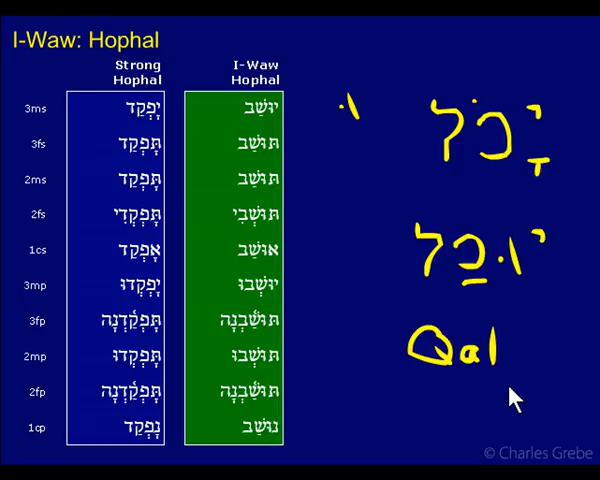 I-Waw: Hophal
Strong Hophal I-Waw Hophal
3ms יָפְקַד יוּשַׁב
3fs תָּפְקַד תּוּשַׁב
2ms תָּפְקַד תּוּשַׁב
2fs תָּפְקְדִי תּוּשְׁבִי
1cs אָפְקַד אוּשַׁב
3mp יָפְקְדוּ יוּשְׁבוּ
3fp תָּפְקַ֫דְנָה תּוּשַׁ֫בְנָה
2mp תָּפְקְדוּ תּוּשְׁבוּ
2fp תָּפְקַ֫דְנָה תּוּשַׁ֫בְנָה
1cp נָפְקַד נוּשַׁב
יָכֹל
וּ
יוּכַל
Qal
© Charles Grebe